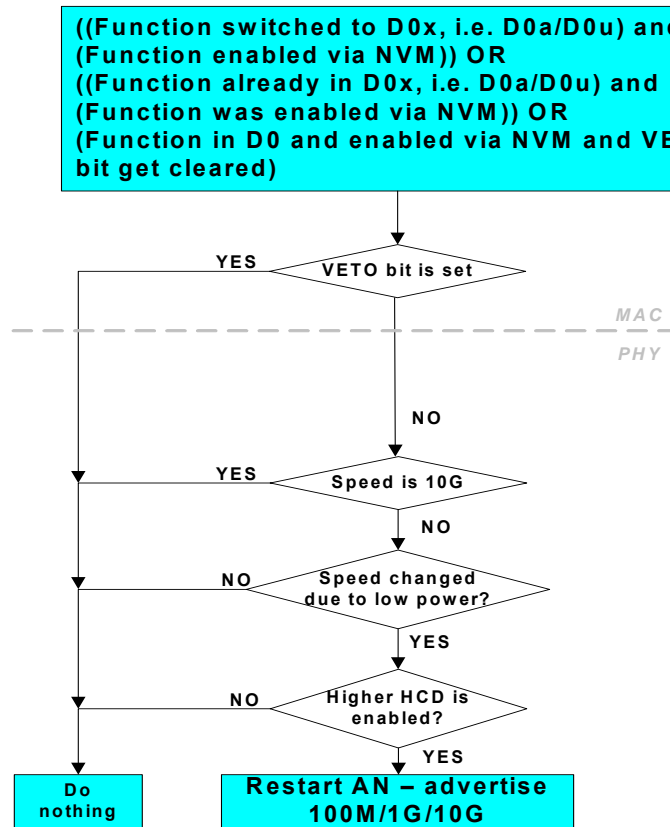 ((Function switched to D0x, i.e. D0a/D0u) and
(Function enabled via NVM)) OR
((Function already in D0x, i.e. D0a/D0u) and
(Function was enabled via NVM)) OR
(Function in D0 and enabled via NVM and VE
bit get cleared)
YES
VETO bit is set
MAC
PHY
NO
YES
Speed is 10G
NO
NO
Speed changed
due to low power?
YES
NO
Higher HCD is
enabled?
YES
Do
nothing
Restart AN – advertise
100M/1G/10G